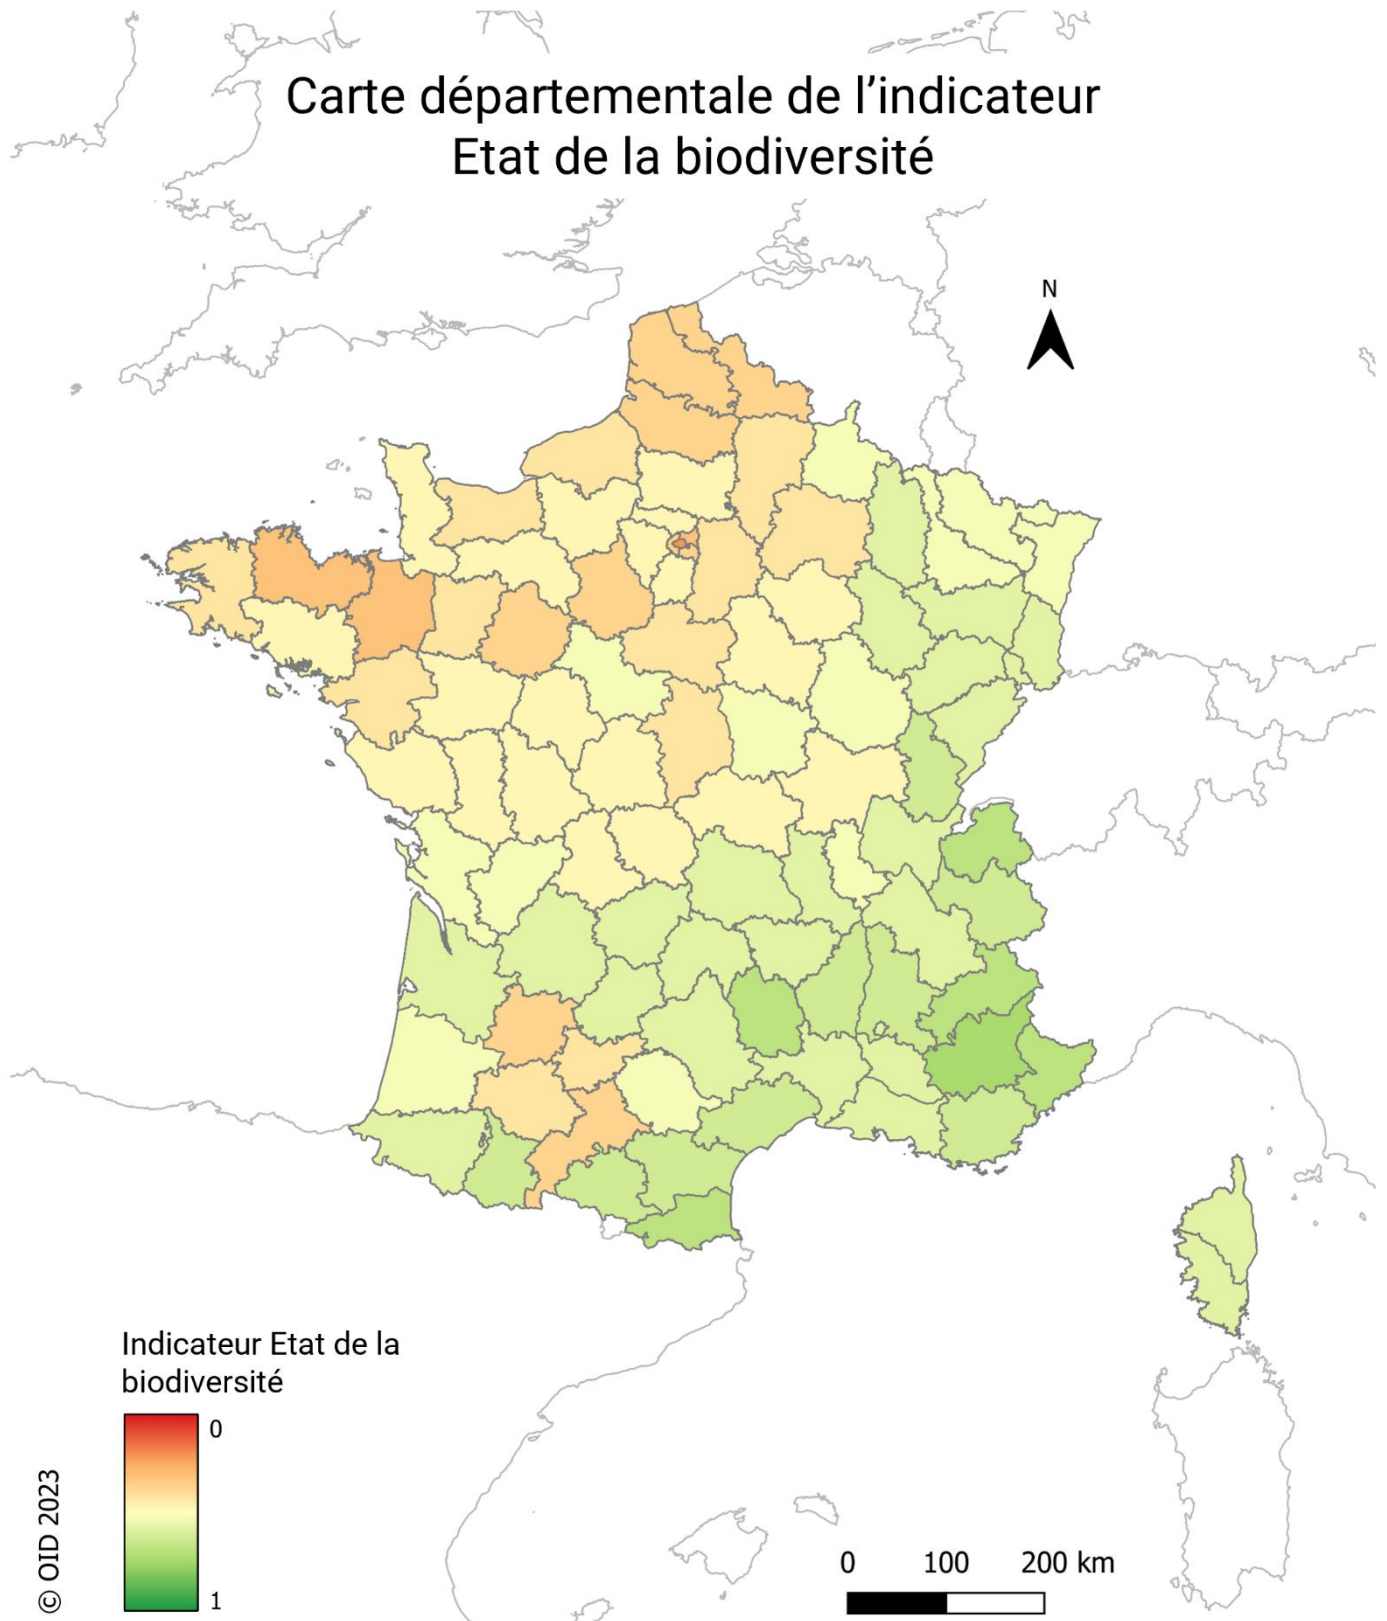 Carte départementale de l’indicateur
Etat de la biodiversité
N
Indicateur Etat de la
biodiversité
0
1
© OID 2023
0 100 200 km